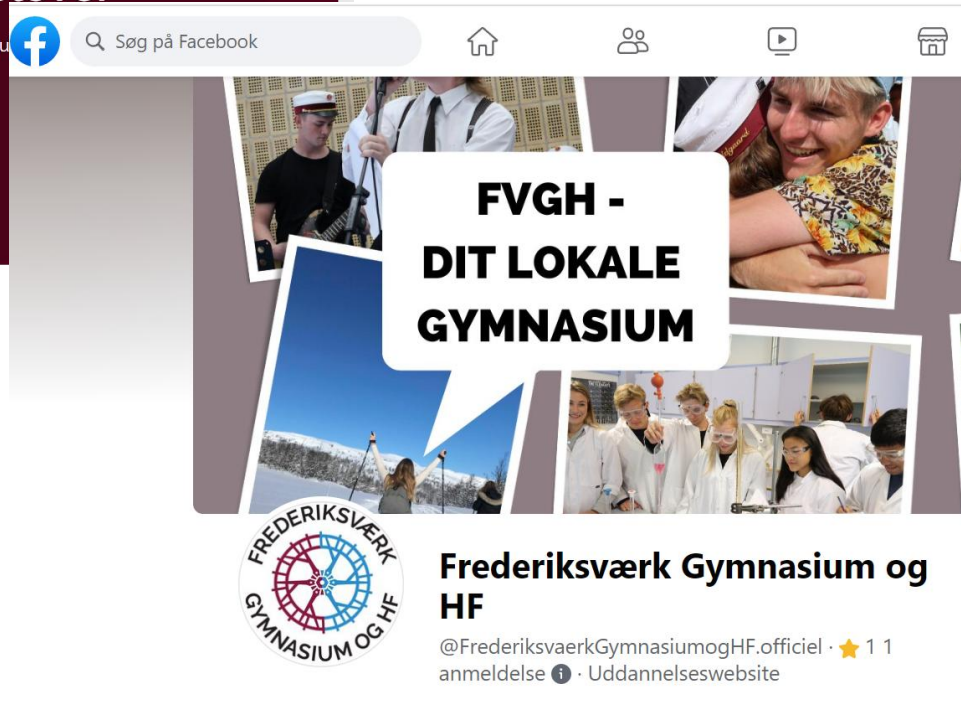 Søg på Facebook
FVGH -
DIT LOKALE
GYMNASIUM
FREDERIKSVÆRK
GYMNASIUM OG HF
Frederiksværk Gymnasium og
HF
@FrederiksvaerkGymnasiumogHF.officiel · ⭐ 1 1
anmeldelse · Uddannelseswebsite